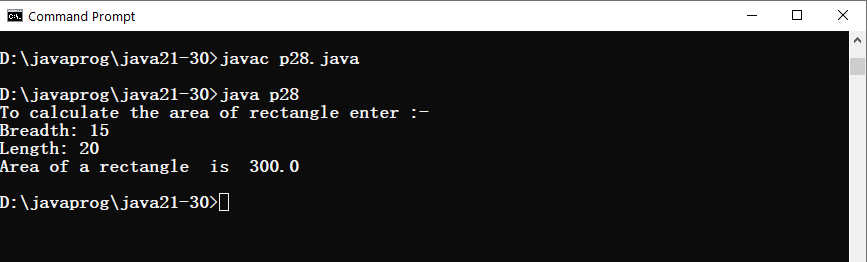 Command Prompt
D:\javaprog\java21-30>javac p28.java
D:\javaprog\java21-30>java p28
To calculate the area of rectangle enter :-
Breadth: 15
Length: 20
Area of a rectangle  is  300.0
D:\javaprog\java21-30>